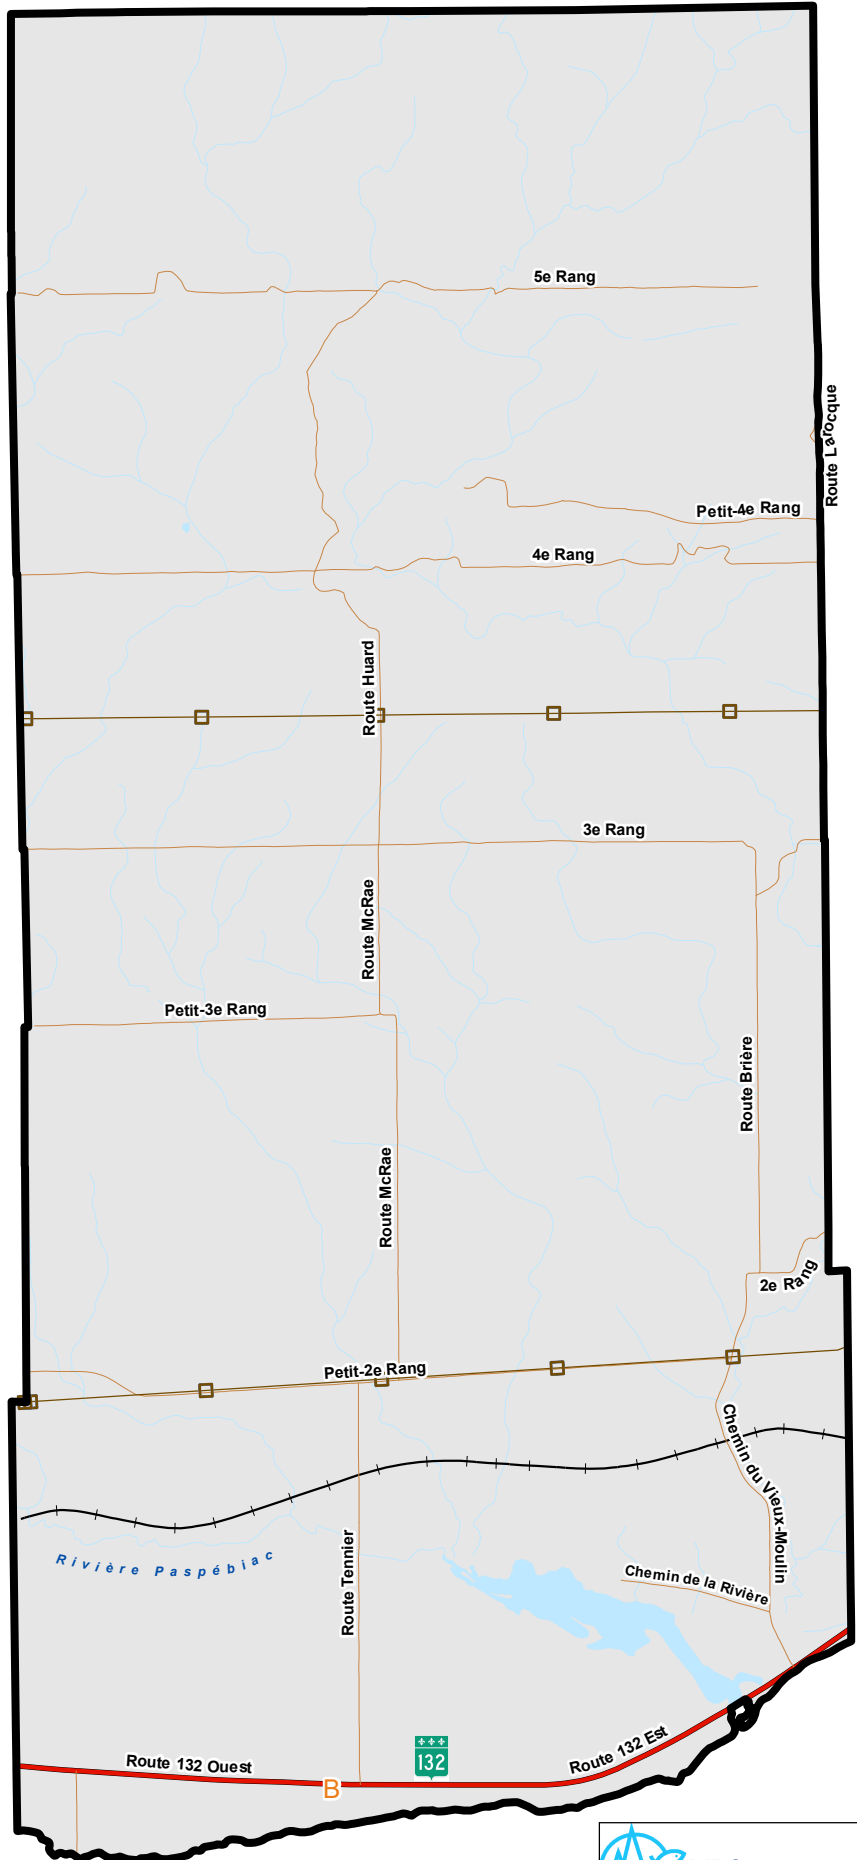 5e Rang
Route Larocque
Petit-4e Rang
4e Rang
Route Huard
3e Rang
Route McRae
Petit-3e Rang
Route Brière
Route McRae
2e Rang
Petit-2e Rang
Chemin du Vieux-Moulin
Rivière Paspébiac
Route Tennier
Chemin de la Rivière
132
Route 132 Est
Route 132 Ouest
B